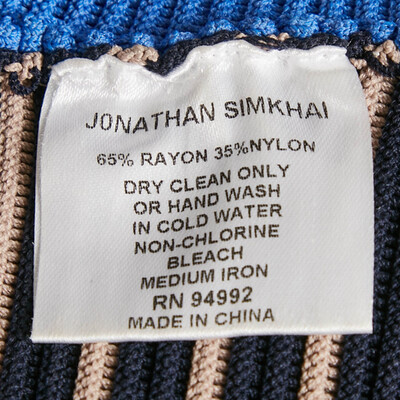 JONATHAN SIMKHAI
65% RAYON 35%NYLON
DRY CLEAN ONLY
OR HAND WASH
IN COLD WATER
NON-CHLORINE
BLEACH
MEDIUM IRON
RN 94992
MADE IN CHINA